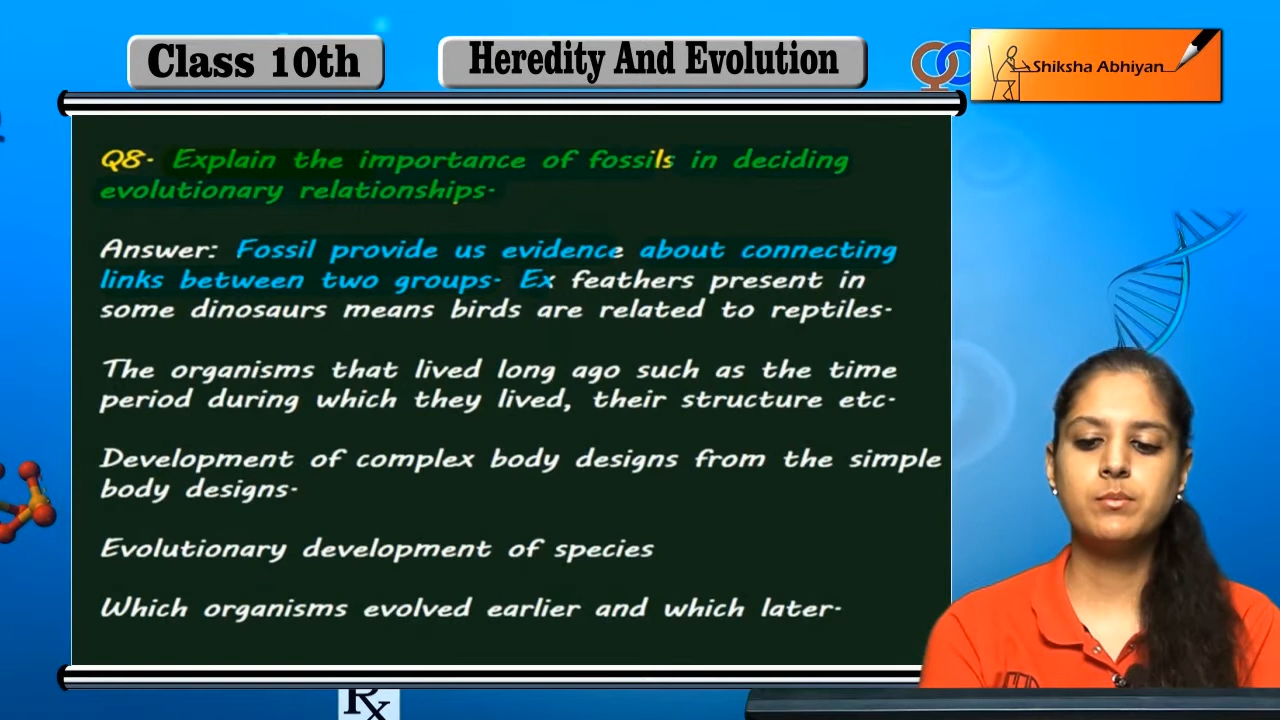 Class 10th
Heredity And Evolution
Shiksha Abhiyan
Q8- Explain the importance of fossils in deciding
evolutionary relationships-
Answer: Fossil provide us evidence about connecting
links between two groups- Ex feathers present in
some dinosaurs means birds are related to reptiles-
The organisms that lived long ago such as the time
period during which they lived, their structure etc-
Development of complex body designs from the simple
body designs-
Evolutionary development of species
Which organisms evolved earlier and which later-
Rx